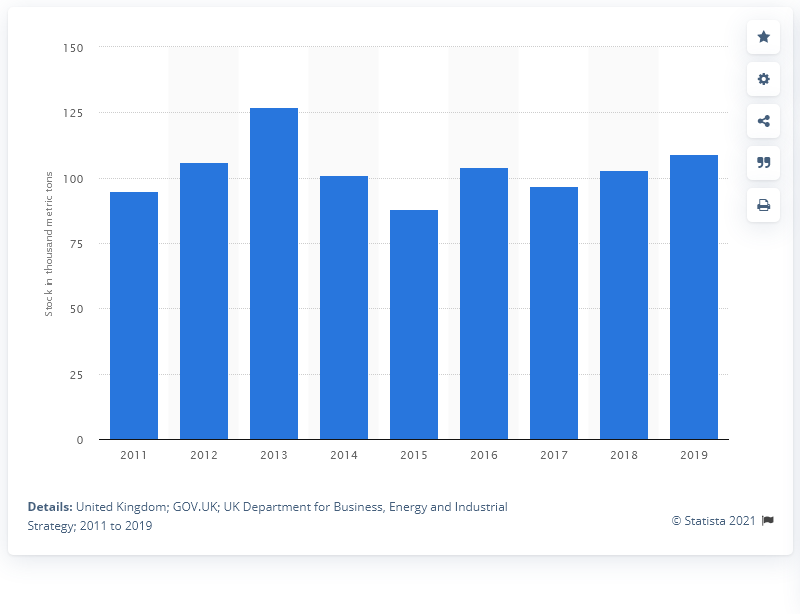 150
125
100
75
50
25
0
Stock in thousand metric tons
2011 2012 2013 2014 2015 2016 2017 2018 2019
Details: United Kingdom; GOV.UK; UK Department for Business, Energy and Industrial
Strategy; 2011 to 2019
© Statista 2021